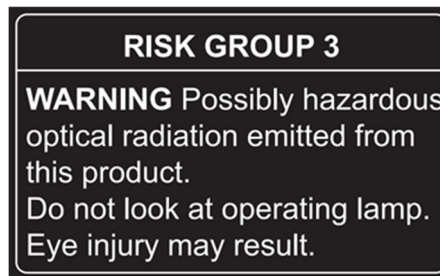 RISK GROUP 3
WARNING Possibly hazardous
optical radiation emitted from
this product.
Do not look at operating lamp.
Eye injury may result.